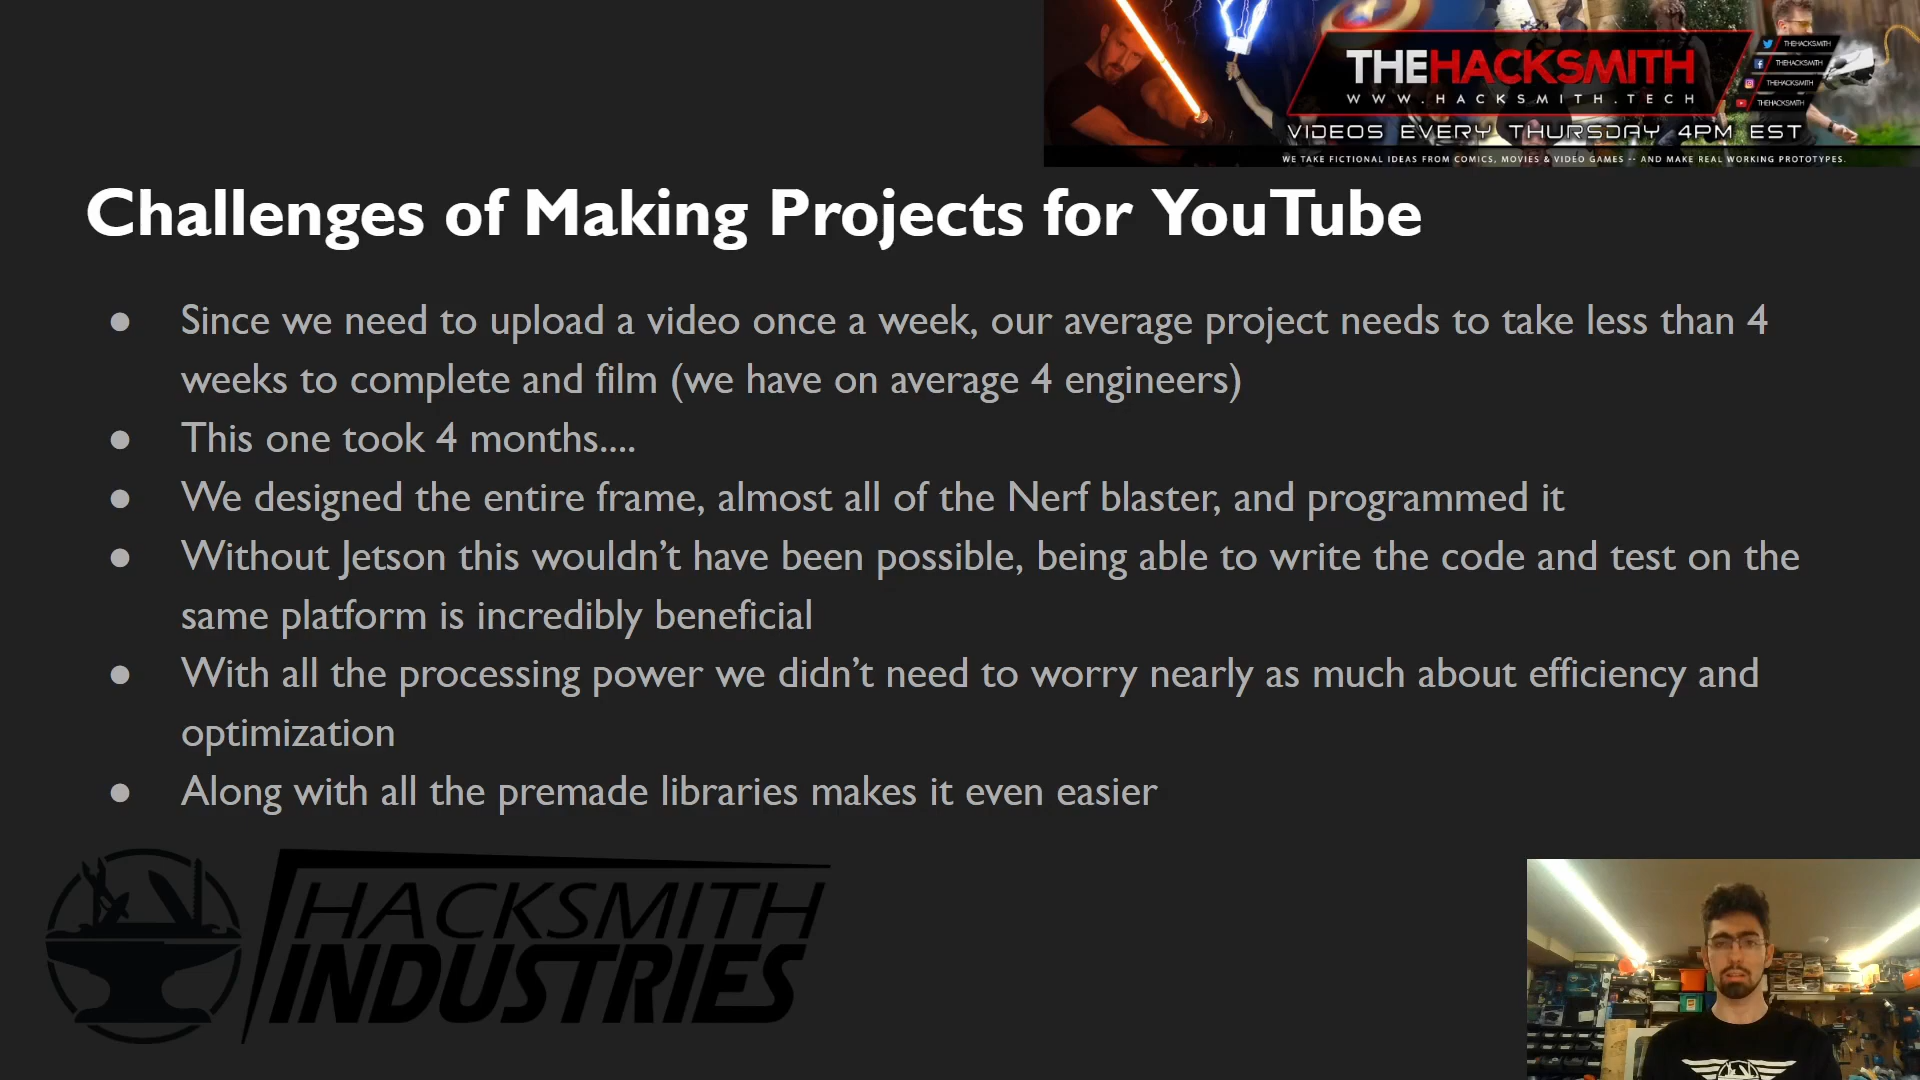 THEHACKSMITH
WWW.HACKSMITH.TECH
VIDEOS EVERY THURSDAY 4PM EST
WE TAKE FICTIONAL IDEAS FROM COMICS, MOVIES & VIDEO GAMES -- AND MAKE REAL WORKING PROTOTYPES.
THEHACKSMITH
THEHACKSMITH
THEHACKSMITH
THEHACKSMITH
Challenges of Making Projects for YouTube
● Since we need to upload a video once a week, our average project needs to take less than 4
weeks to complete and film (we have on average 4 engineers)
● This one took 4 months....
● We designed the entire frame, almost all of the Nerf blaster, and programmed it
● Without Jetson this wouldn’t have been possible, being able to write the code and test on the
same platform is incredibly beneficial
● With all the processing power we didn’t need to worry nearly as much about efficiency and
optimization
● Along with all the premade libraries makes it even easier
HACKSMITH
INDUSTRIES